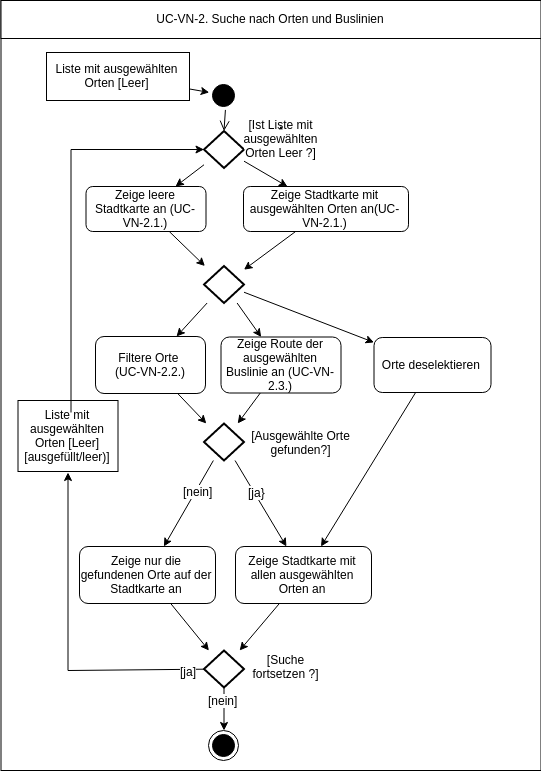 UC-VN-2. Suche nach Orten und Buslinien
Liste mit ausgewählten
Orten [Leer]
[Ist Liste mit
ausgewählten
Orten Leer ?]
Zeige leere
Stadtkarte an (UC-
VN-2.1.)
Zeige Stadtkarte mit
ausgewählten Orten an(UC-
VN-2.1.)
Filtere Orte
(UC-VN-2.2.)
Zeige Route der
ausgewählten
Buslinie an (UC-VN-
2.3.)
Orte deselektieren
Liste mit
ausgewählten
Orten [Leer]
[ausgefüllt/leer)]
[Ausgewählte Orte
gefunden?]
[nein]
[ja}
Zeige nur die
gefundenen Orte auf der
Stadtkarte an
Zeige Stadtkarte mit
allen ausgewählten
Orten an
[Suche
fortsetzen ?]
[ja]
[nein]